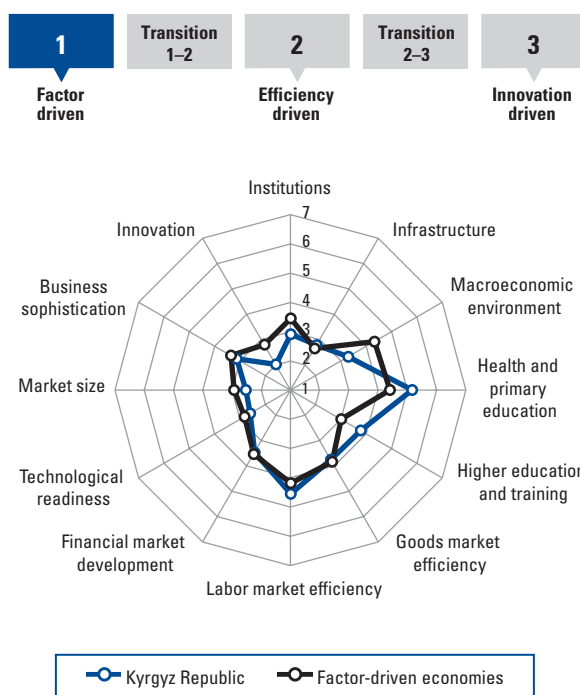 1
Transition
1–2
2
Transition
2–3
3
Factor
driven
Efficiency
driven
Innovation
driven
Institutions
7
6
5
4
3
2
1
Infrastructure
Macroeconomic
environment
Health and
primary
education
Higher education
and training
Goods market
efficiency
Labor market efficiency
Financial market
development
Technological
readiness
Market size
Business
sophistication
Innovation
Kyrgyz Republic
Factor-driven economies